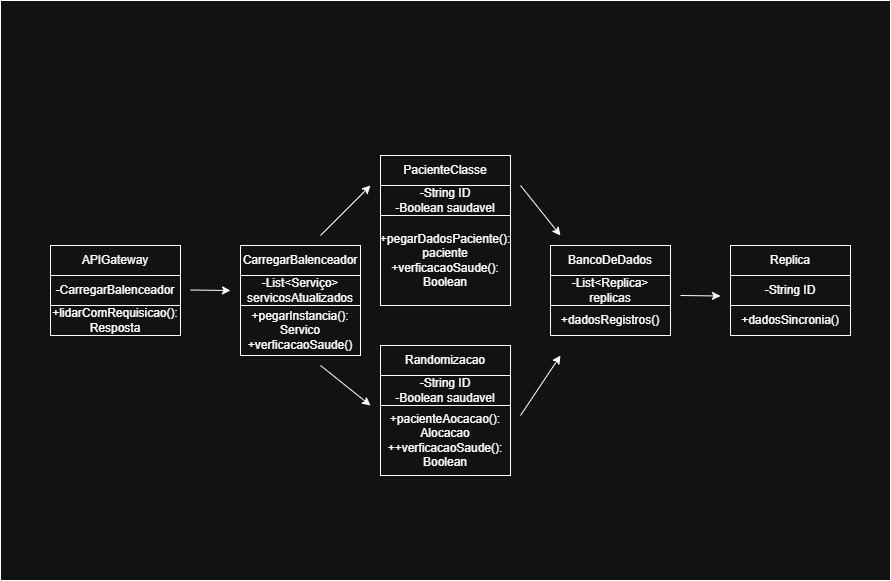 APIGateway
-CarregarBalenceador
+lidarComRequisicao():
Resposta
CarregarBalenceador
-List<Serviço>
servicosAtualizados
+pegarInstancia():
Servico
+verficacaoSaude()
PacienteClasse
-String ID
-Boolean saudavel
+pegarDadosPaciente():
paciente
+verificacaoSaude():
Boolean
Randomizacao
-String ID
-Boolean saudavel
+pacienteAocacao():
Alocacao
++verficacaoSaude():
Boolean
BancoDeDados
-List<Replica>
replicas
+dadosRegistros()
Replica
-String ID
+dadosSincronia()